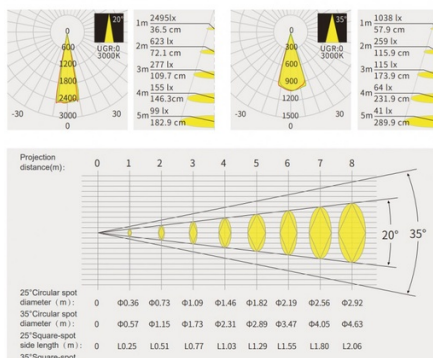 20°
0
600
1200
1800
2400
3000
0
UGR:0
3000K
-30
30
2495lx
1m
36.5 cm
623 lx
2m
72.1 cm
277 lx
3m
109.7 cm
155 lx
4m
146.3cm
99 lx
5m
182.9 cm
35°
0
300
600
900
1200
1500
0
UGR:0
3000K
-30
30
1038 lx
1m
57.9 cm
259 lx
2m
115.9 cm
115 lx
3m
173.9 cm
64 lx
4m
231.9 cm
41 lx
5m
289.9 cm
Projection
distance(m): 0 1 2 3 4 5 6 7 8
20° 35°
25°Circular spot
diameter (m): 0 Φ0.36 Φ0.73 Φ1.09 Φ1.46 Φ1.82 Φ2.19 Φ2.56 Φ2.92
35°Circular spot
diameter (m): 0 Φ0.57 Φ1.15 Φ1.73 Φ2.31 Φ2.89 Φ3.47 Φ4.05 Φ4.63
25°Square-spot
side length (m): 0 L0.25 L0.51 L0.77 L1.03 L1.29 L1.55 L1.80 L2.06
35°Square-spot